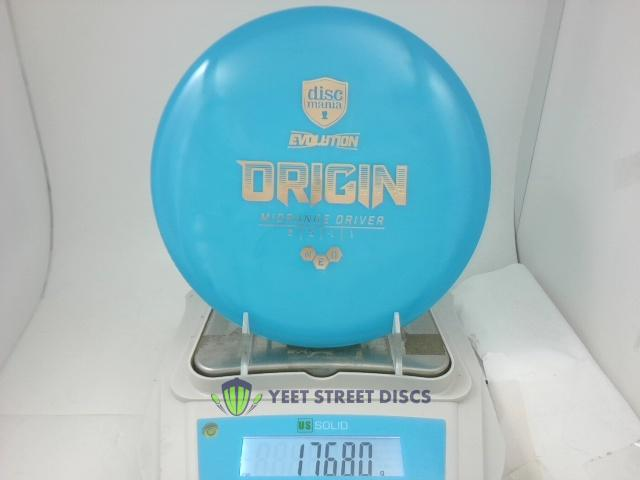 disc
mania
EVOLUTION
ORIGIN
MIDRANGE DRIVER
NEO
YEET STREET DISCS
US SOLID
176.80 g